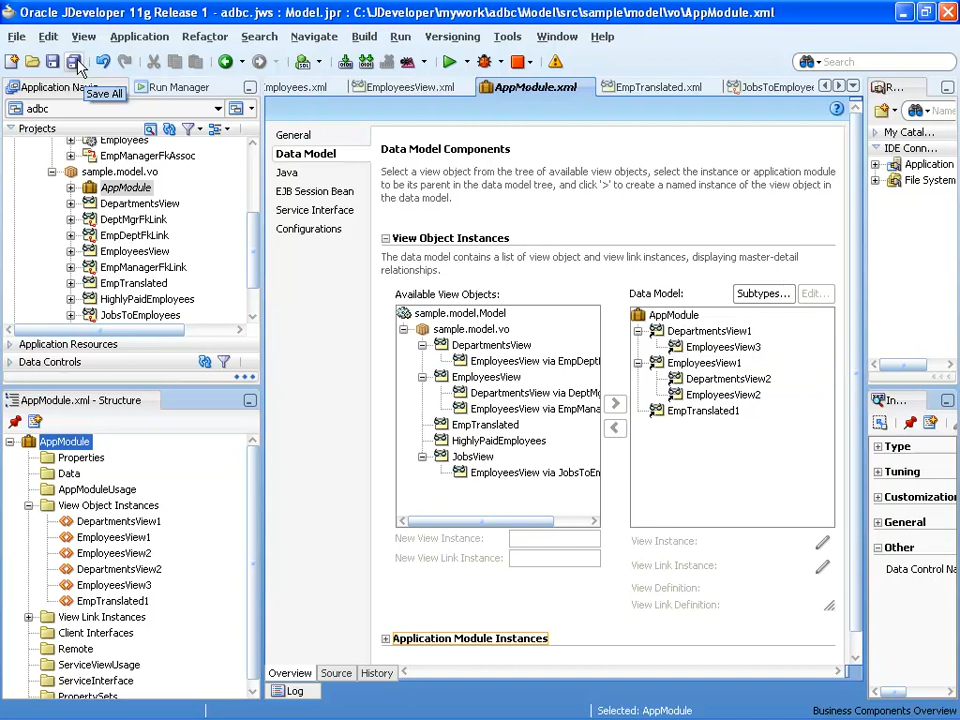 Oracle JDeveloper 11g Release 1 - adbc.jws : Model.jpr : C:\JDeveloper\mywork\adbc\Model\src\sample\model\vo\AppModule.xml
File Edit View Application Refactor Search Navigate Build Run Versioning Tools Window Help
Search
Save All
Run Manager
mployees.xml
EmployeesView.xml
AppModule.xml
EmpTranslated.xml
JobsToEmployee
R...
adbc
Projects
Employees
EmpManagerFkAssoc
sample.model.vo
AppModule
DepartmentsView
DeptMgrFkLink
EmpDeptFkLink
EmployeesView
EmpManagerFkLink
EmpTranslated
HighlyPaidEmployees
JobsToEmployees
Application Resources
Data Controls
AppModule.xml - Structure
AppModule
Properties
Data
AppModuleUsage
View Object Instances
DepartmentsView1
EmployeesView1
EmployeesView2
DepartmentsView2
EmployeesView3
EmpTranslated1
View Link Instances
Client Interfaces
Remote
ServiceViewUsage
ServiceInterface
PropertySets
General
Data Model
Java
EJB Session Bean
Service Interface
Configurations
Data Model Components
Select a view object from the tree of available view objects, select the instance or application module
to be its parent in the data model tree, and click '>' to create a named instance of the view object in
the data model.
View Object Instances
The data model contains a list of view object and view link instances, displaying master-detail
relationships.
Available View Objects:
sample.model.Model
sample.model.vo
DepartmentsView
EmployeesView via EmpDeptI
EmployeesView
DepartmentsView via DeptMg
EmployeesView via EmpMana
EmpTranslated
HighlyPaidEmployees
JobsView
EmployeesView via JobsToEn
New View Instance:
New View Link Instance:
Data Model:
Subtypes...
Edit...
AppModule
DepartmentsView1
EmployeesView3
EmployeesView1
DepartmentsView2
EmployeesView2
EmpTranslated1
View Instance:
View Link Instance:
View Definition:
View Link Definition:
Application Module Instances
Overview Source History
Log
Name
My Catal...
IDE Conn...
Application
File System
In...
Type
Tuning
Customization
General
Other
Data Control Na
Selected: AppModule
Business Components Overview